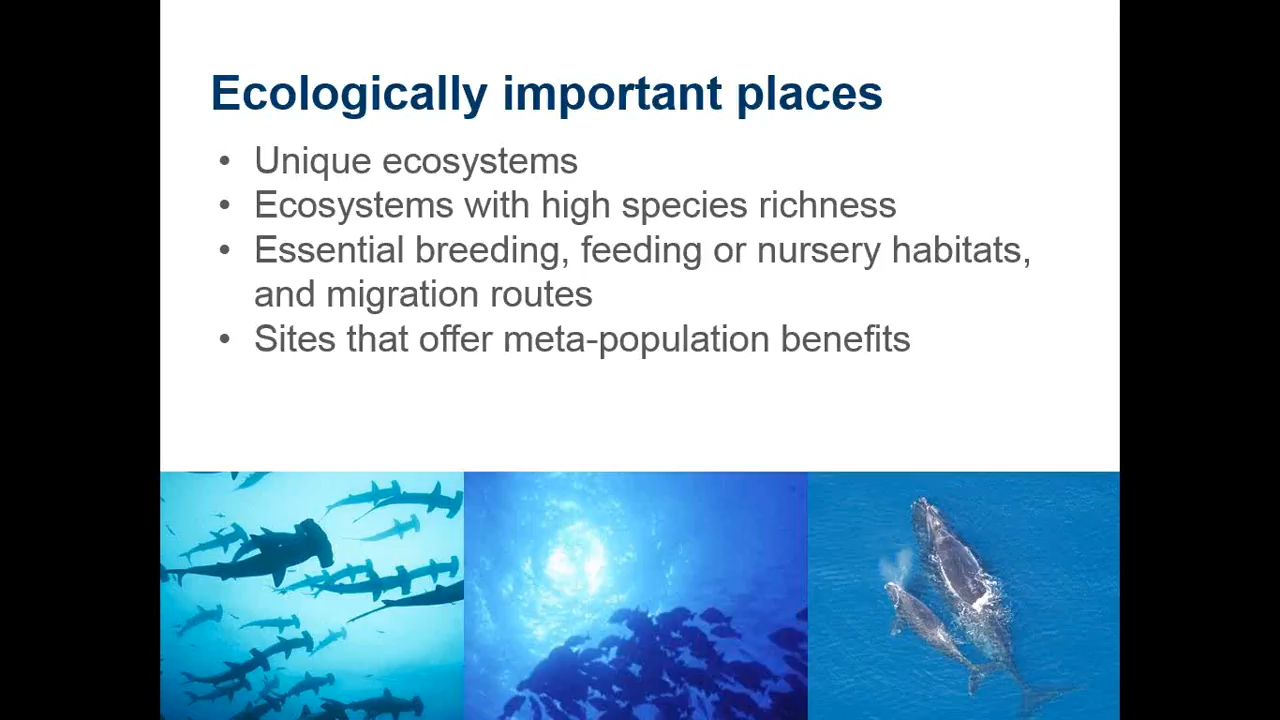 Ecologically important places
• Unique ecosystems
• Ecosystems with high species richness
• Essential breeding, feeding or nursery habitats,
and migration routes
• Sites that offer meta-population benefits